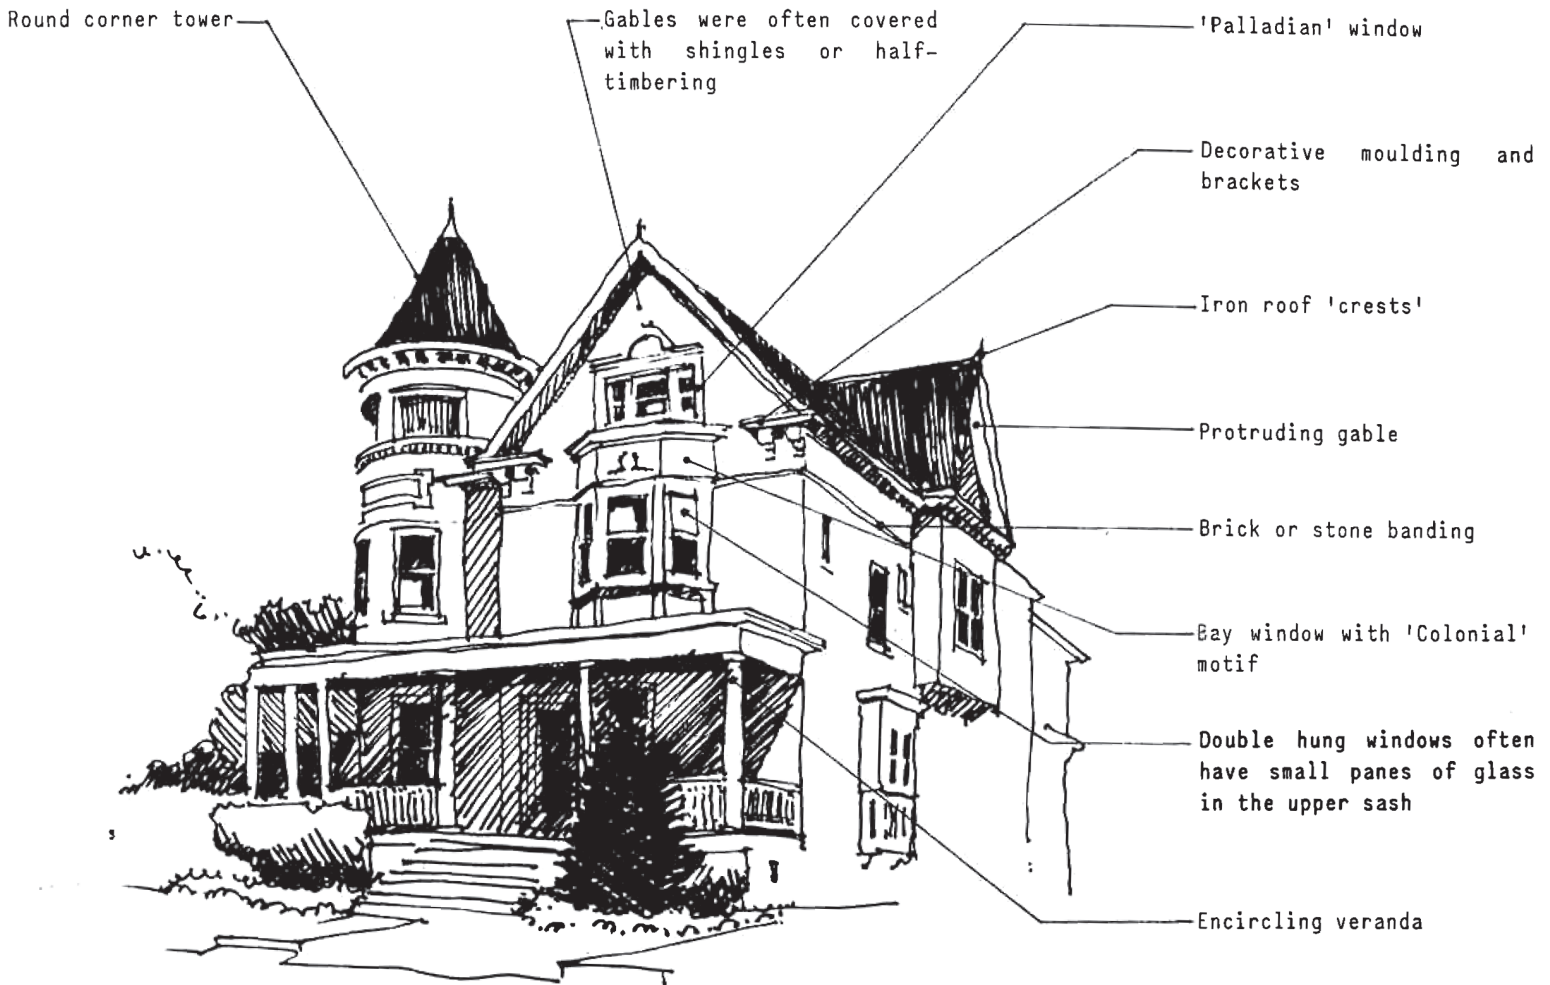 Round corner tower
Gables were often covered
with shingles or half-
timbering
'Palladian' window
Decorative moulding and
brackets
Iron roof 'crests'
Protruding gable
Brick or stone banding
Bay window with 'Colonial'
motif
Double hung windows often
have small panes of glass
in the upper sash
Encircling veranda